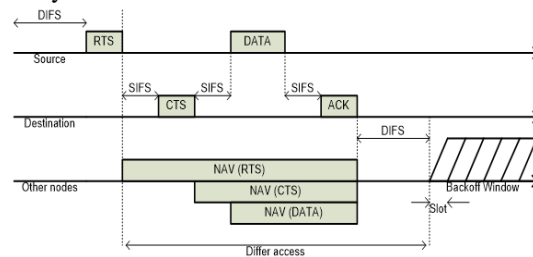 DIFS
RTS
DATA
Source
SIFS
SIFS
SIFS
CTS
ACK
Destination
DIFS
NAV (RTS)
Other nodes
NAV (CTS)
Backoff Window
NAV (DATA)
Slot
Differ access